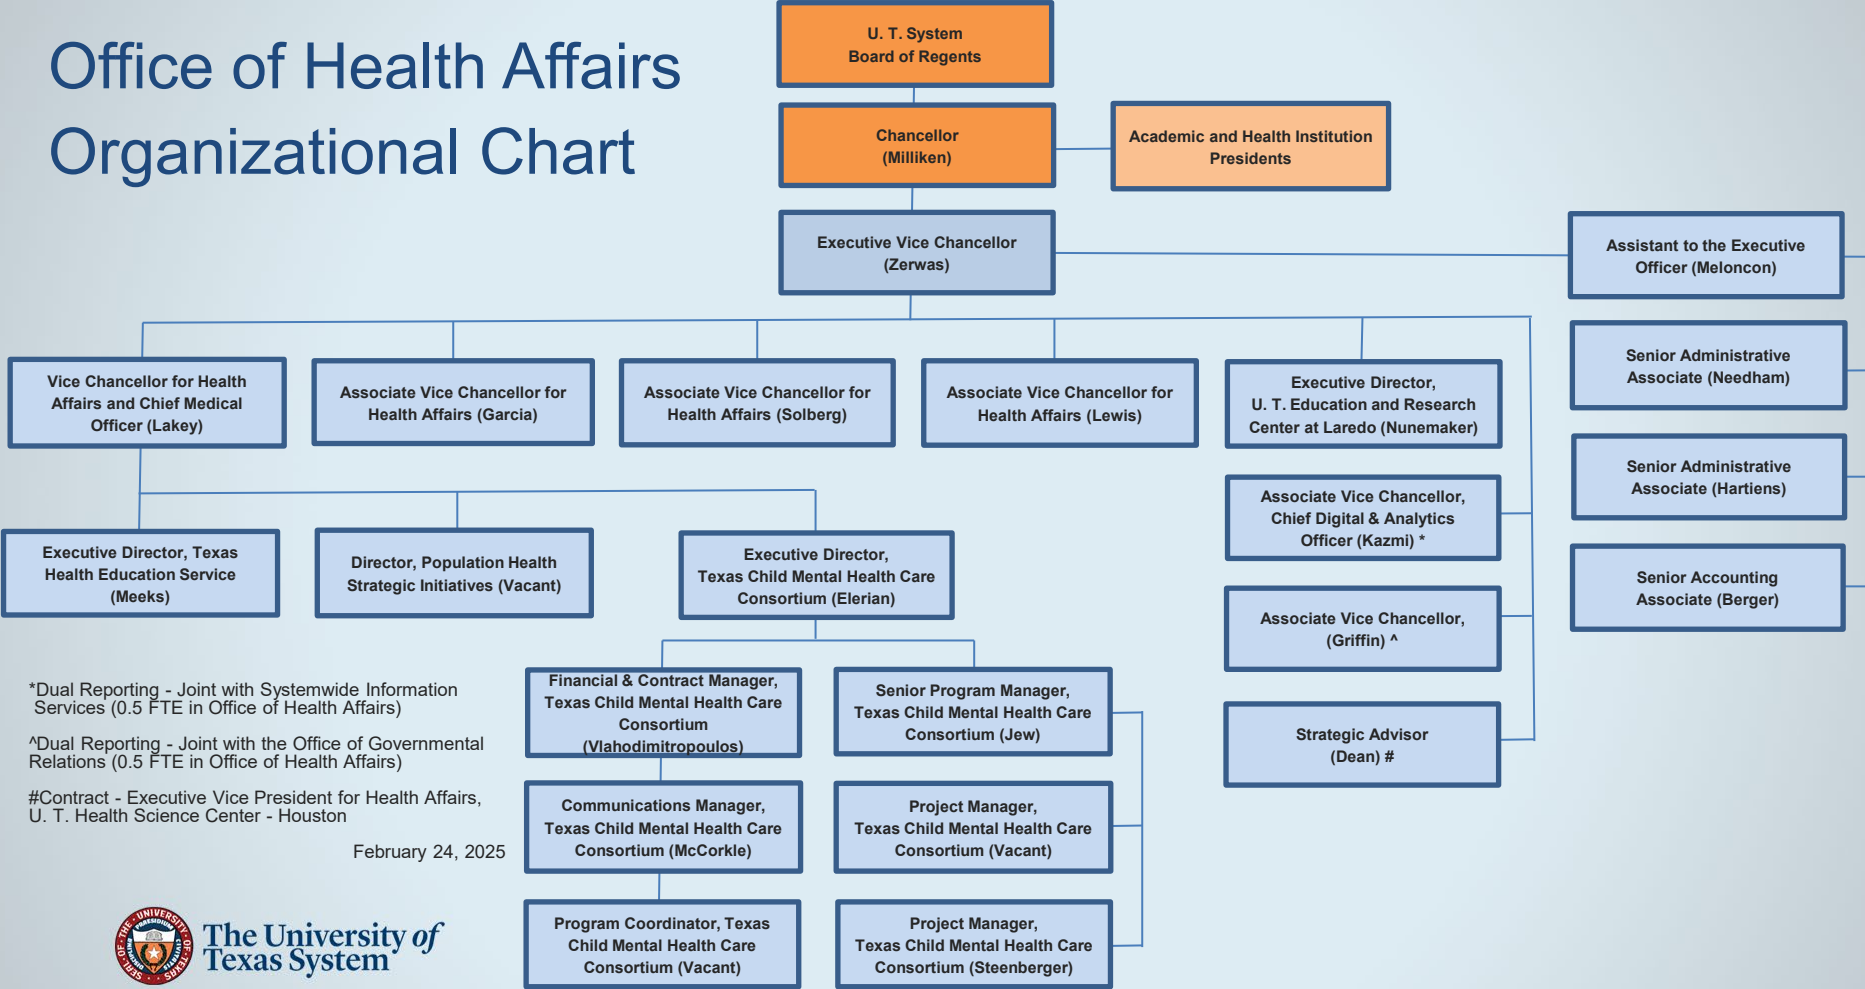 Office of Health Affairs
Organizational Chart
U. T. System
Board of Regents
Chancellor
(Milliken)
Academic and Health Institution
Presidents
Executive Vice Chancellor
(Zerwas)
Assistant to the Executive
Officer (Meloncon)
Senior Administrative
Associate (Needham)
Senior Administrative
Associate (Hartiens)
Senior Accounting
Associate (Berger)
Vice Chancellor for Health
Affairs and Chief Medical
Officer (Lakey)
Associate Vice Chancellor for
Health Affairs (Garcia)
Associate Vice Chancellor for
Health Affairs (Solberg)
Associate Vice Chancellor for
Health Affairs (Lewis)
Executive Director,
U. T. Education and Research
Center at Laredo (Nunemaker)
Associate Vice Chancellor,
Chief Digital & Analytics
Officer (Kazmi) *
Associate Vice Chancellor,
(Griffin) ^
Strategic Advisor
(Dean) #
Executive Director, Texas
Health Education Service
(Meeks)
Director, Population Health
Strategic Initiatives (Vacant)
Executive Director,
Texas Child Mental Health Care
Consortium (Elerian)
Financial & Contract Manager,
Texas Child Mental Health Care
Consortium
(Vlahodimitropoulos)
Senior Program Manager,
Texas Child Mental Health Care
Consortium (Jew)
Communications Manager,
Texas Child Mental Health Care
Consortium (McCorkle)
Project Manager,
Texas Child Mental Health Care
Consortium (Vacant)
Program Coordinator, Texas
Child Mental Health Care
Consortium (Vacant)
Project Manager,
Texas Child Mental Health Care
Consortium (Steenberger)
*Dual Reporting - Joint with Systemwide Information
Services (0.5 FTE in Office of Health Affairs)
^Dual Reporting - Joint with the Office of Governmental
Relations (0.5 FTE in Office of Health Affairs)
#Contract - Executive Vice President for Health Affairs,
U. T. Health Science Center - Houston
February 24, 2025
SEAL OF THE UNIVERSITY OF TEXAS
The University of
Texas System